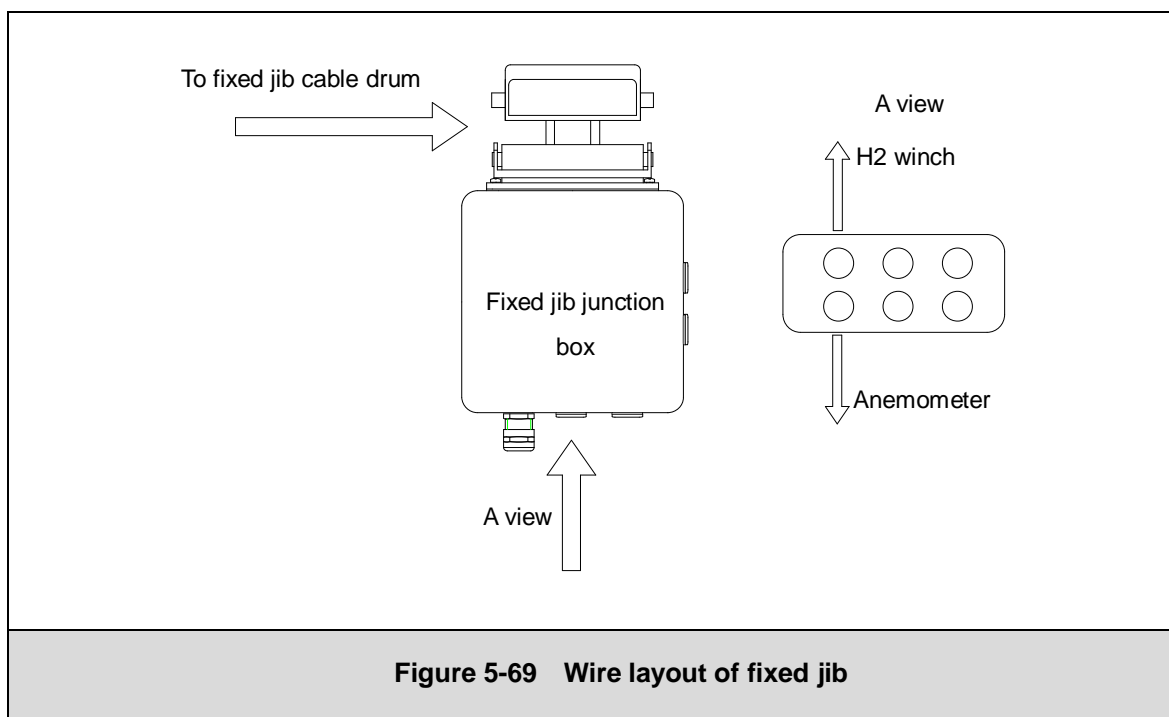 To fixed jib cable drum
A view
H2 winch
Fixed jib junction
box
Anemometer
A view
Figure 5-69 Wire layout of fixed jib